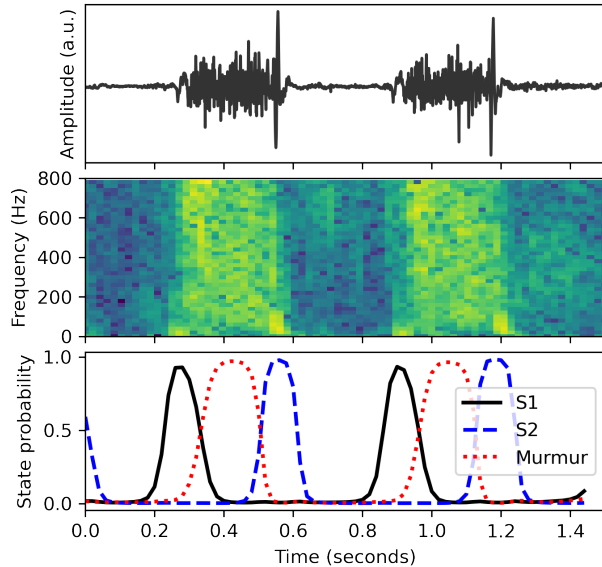 Amplitude (a.u.)
800
600
400
200
0
Frequency (Hz)
1.0
0.5
0.0
State probability
S1
S2
Murmur
0.0 0.2 0.4 0.6 0.8 1.0 1.2 1.4
Time (seconds)